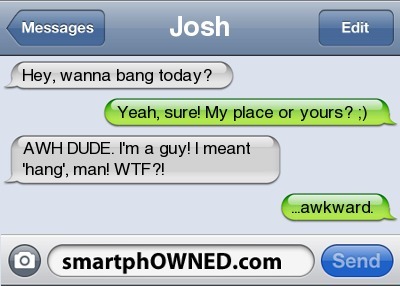 Messages
Josh
Edit
Hey, wanna bang today?
Yeah, sure! My place or yours? ;)
AWH DUDE. I'm a guy! I meant
'hang', man! WTF?!
...awkward.
smartphOWNED.com
Send